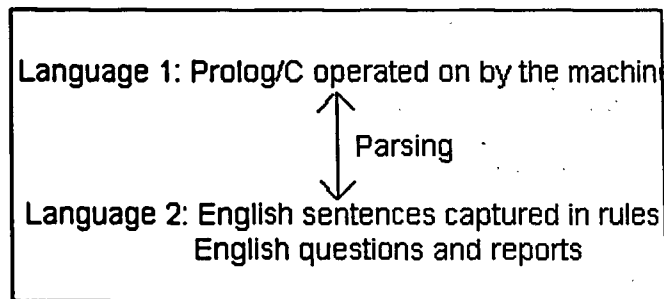 Language 1: Prolog/C operated on by the machine
Parsing
Language 2: English sentences captured in rules
English questions and reports